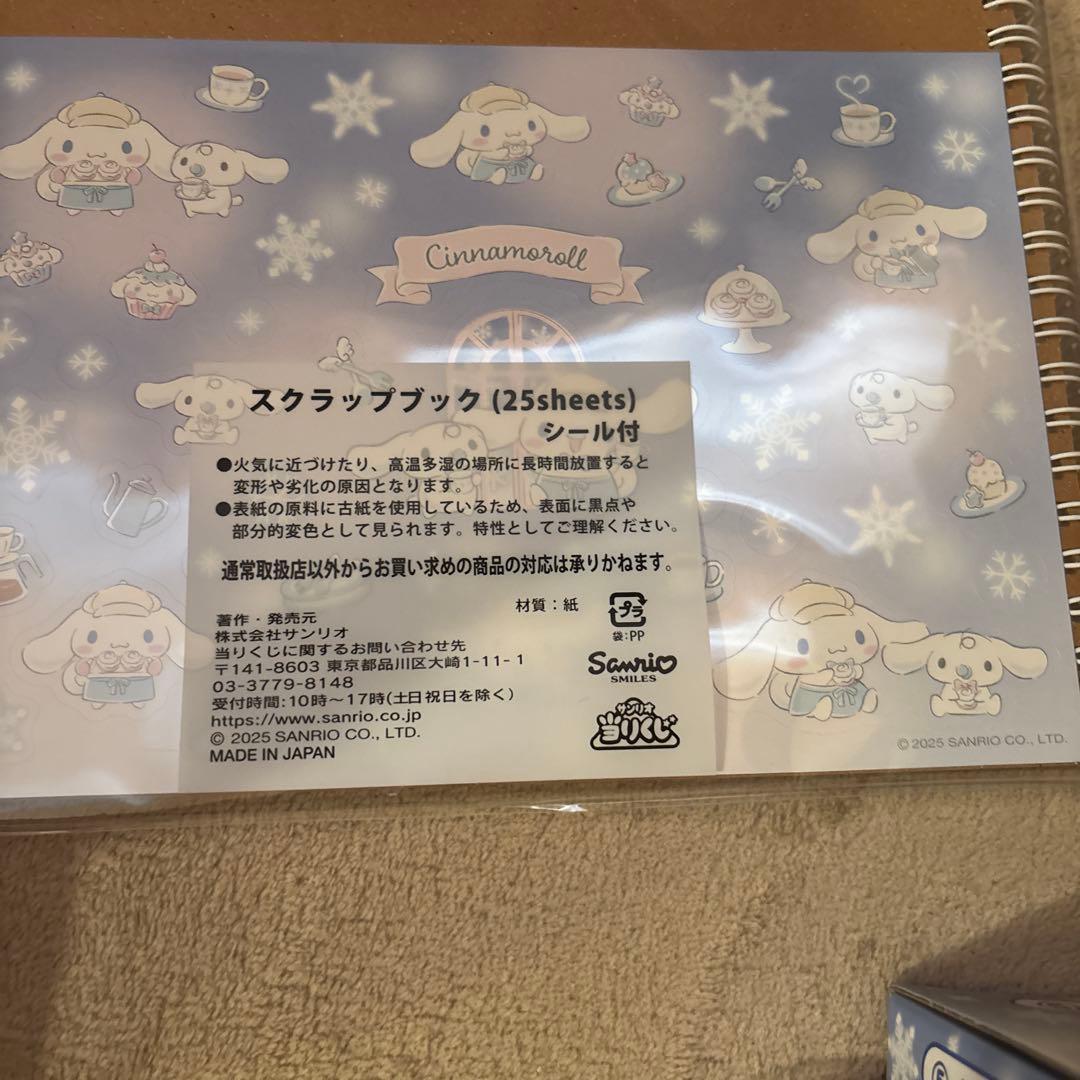 Cinnamoroll
スクラップブック (25sheets)
シール付
●火気に近づけたり、高温多湿の場所に長時間放置すると
変形や劣化の原因となります。
●表紙の原料に古紙を使用しているため、表面に黒点や
部分的変色として見られます。特性としてご理解ください。
通常取扱店以外からお買い求めの商品の対応は承りかねます。
材質：紙
プラ
袋:PP
著作・発売元
株式会社サンリオ
当りくじに関するお問い合わせ先
〒141-8603 東京都品川区大崎1-11-1
03-3779-8148
受付時間:10時～17時(土日祝日を除く)
https://www.sanrio.co.jp
© 2025 SANRIO CO., LTD.
MADE IN JAPAN
Sanrio
SMILES
サンリオ
当りくじ
© 2025 SANRIO CO., LTD.